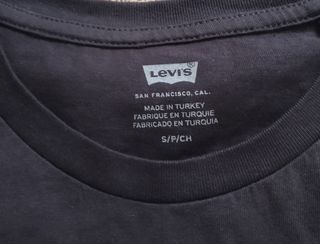 LEVI'S®
SAN FRANCISCO, CAL.
MADE IN TURKEY
FABRIQUE EN TURQUIE
FABRICADO EN TURQUIA
S/P/CH